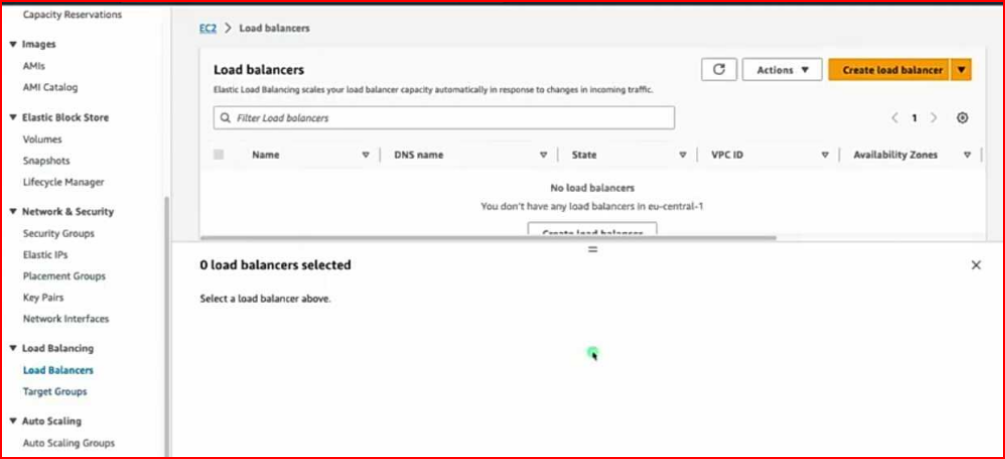 Capacity Reservations
Images
AMIs
AMI Catalog
Elastic Block Store
Volumes
Snapshots
Lifecycle Manager
Network & Security
Security Groups
Elastic IPs
Placement Groups
Key Pairs
Network Interfaces
Load Balancing
Load Balancers
Target Groups
Auto Scaling
Auto Scaling Groups
EC2 > Load balancers
Load balancers
Actions
Create load balancer
Elastic Load Balancing scales your load balancer capacity automatically in response to changes in incoming traffic.
Filter Load balancers
1
Name DNS name State VPC ID Availability Zones
No load balancers
You don't have any load balancers in eu-central-1
Create load balancer
0 load balancers selected
Select a load balancer above.